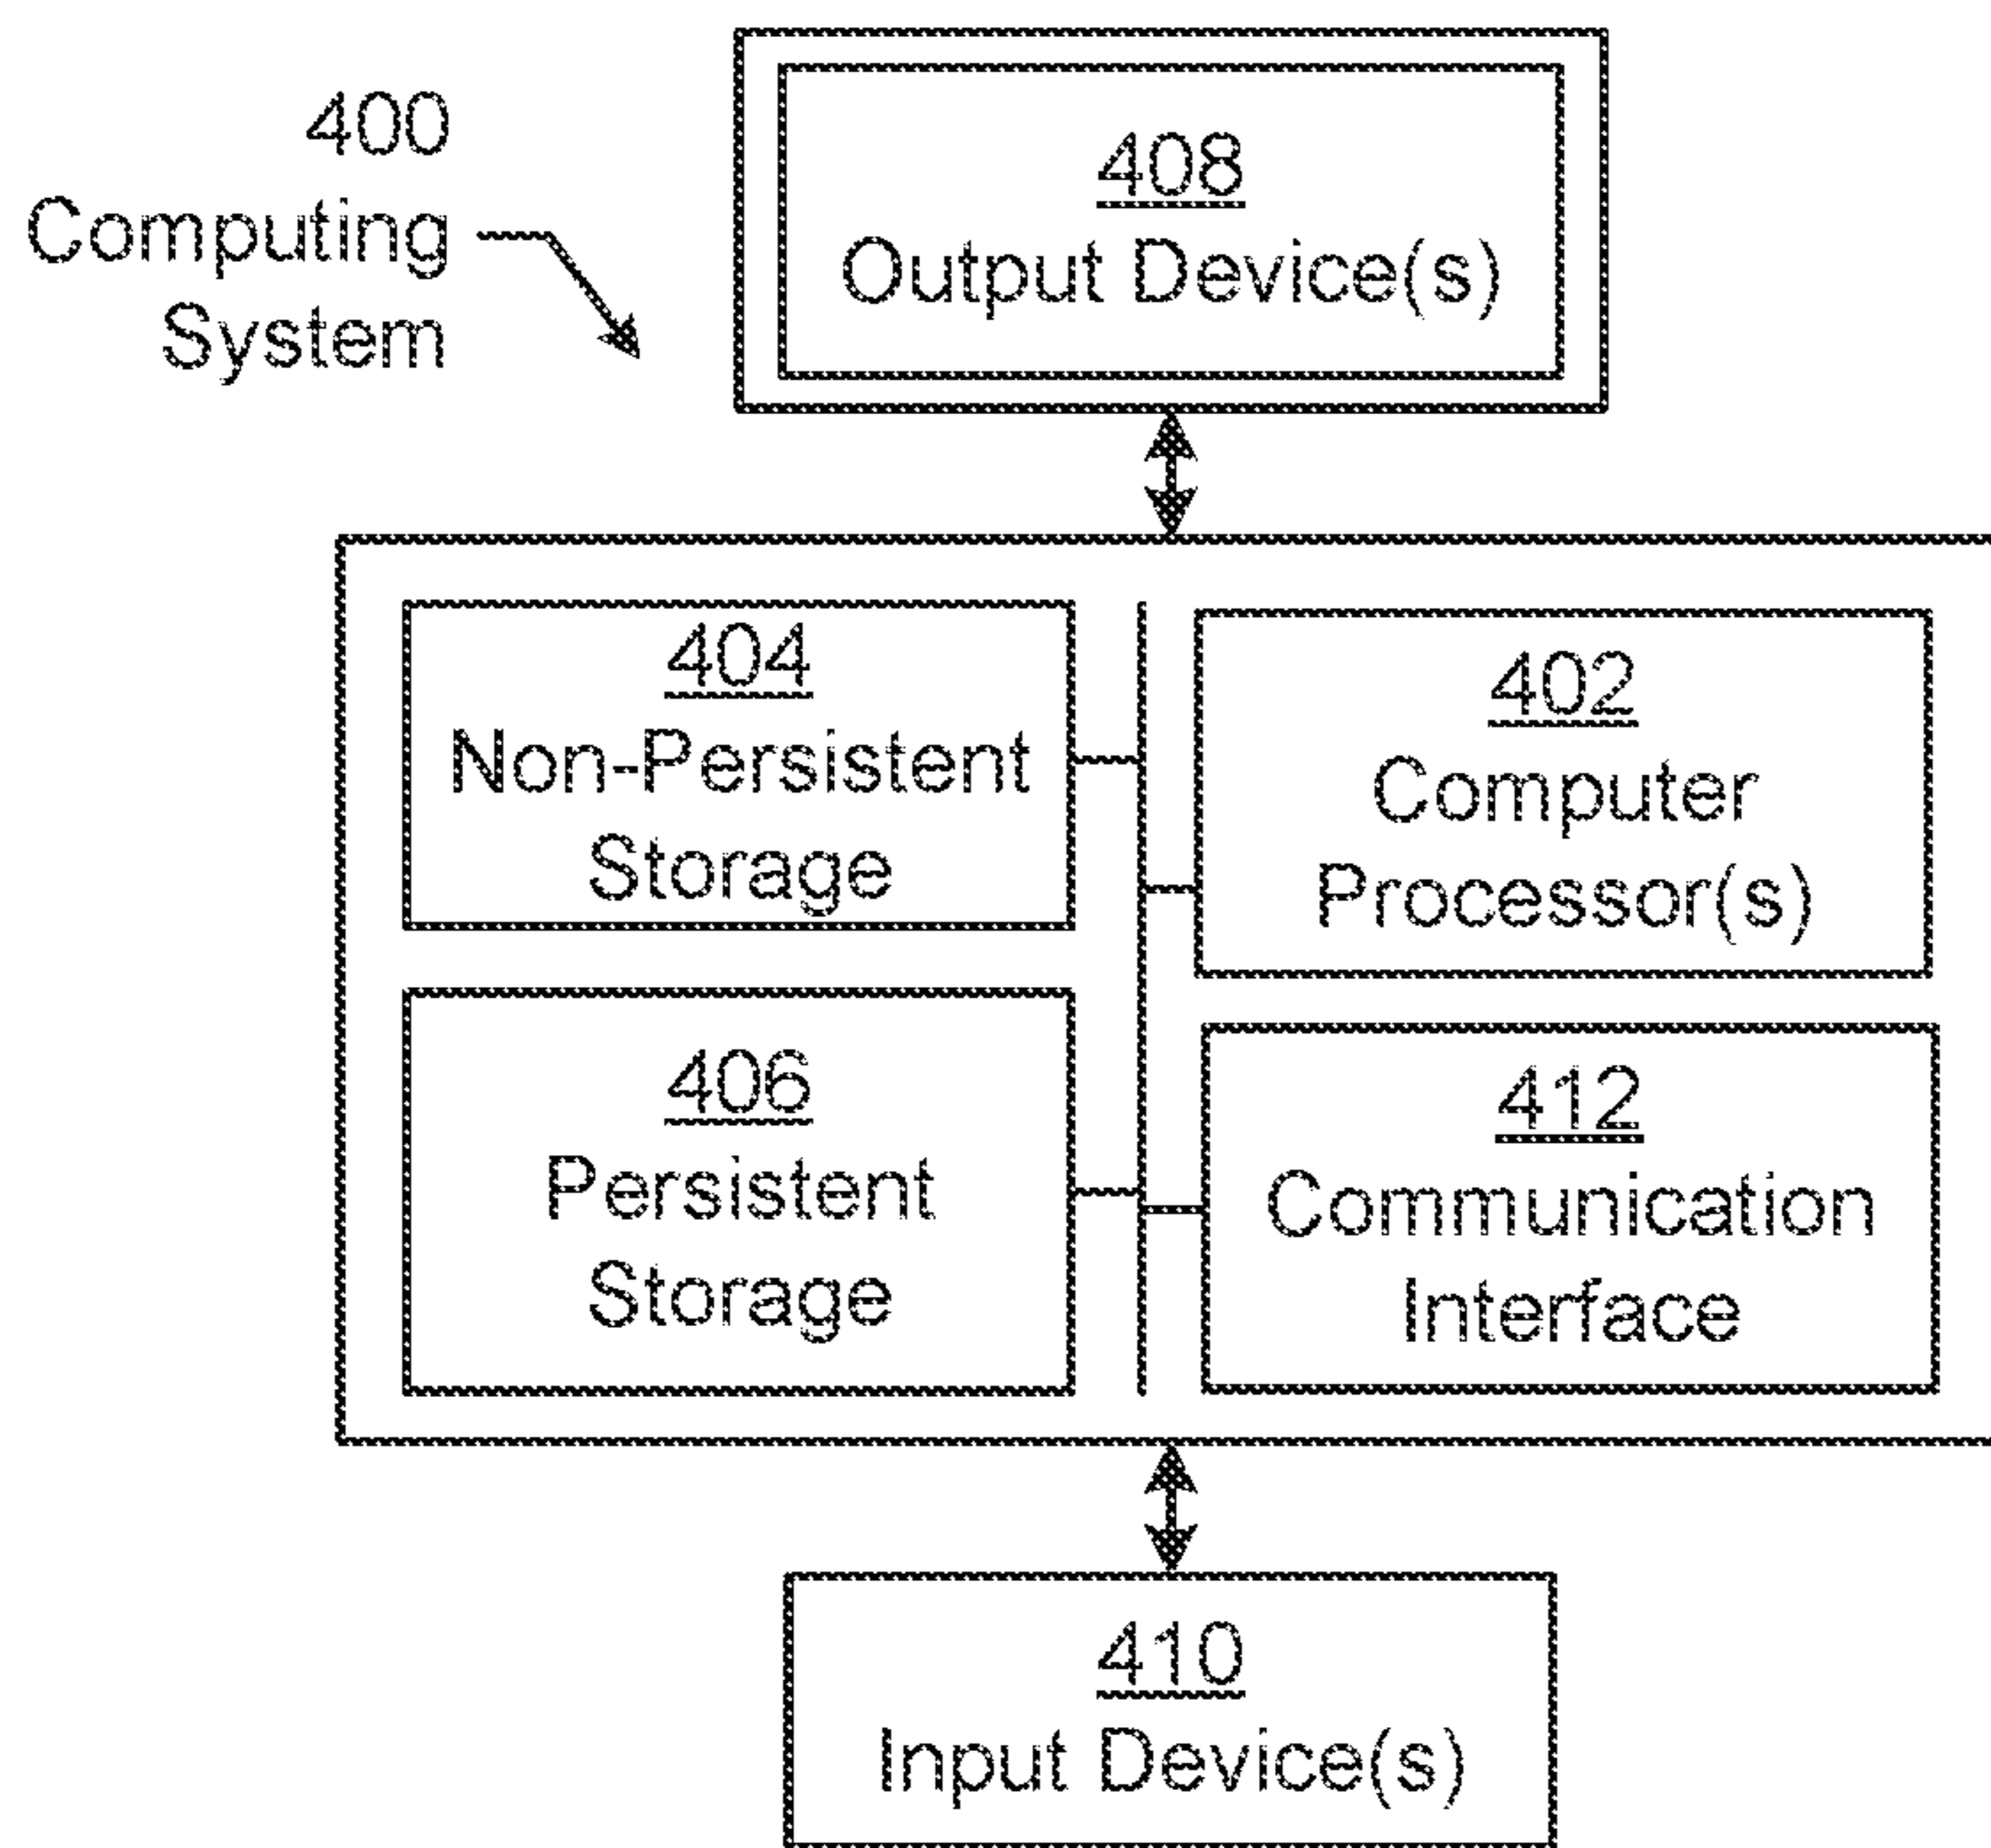 400
Computing
System
408
Output Device(s)
404
Non-Persistent
Storage
402
Computer
Processor(s)
406
Persistent
Storage
412
Communication
Interface
410
Input Device(s)